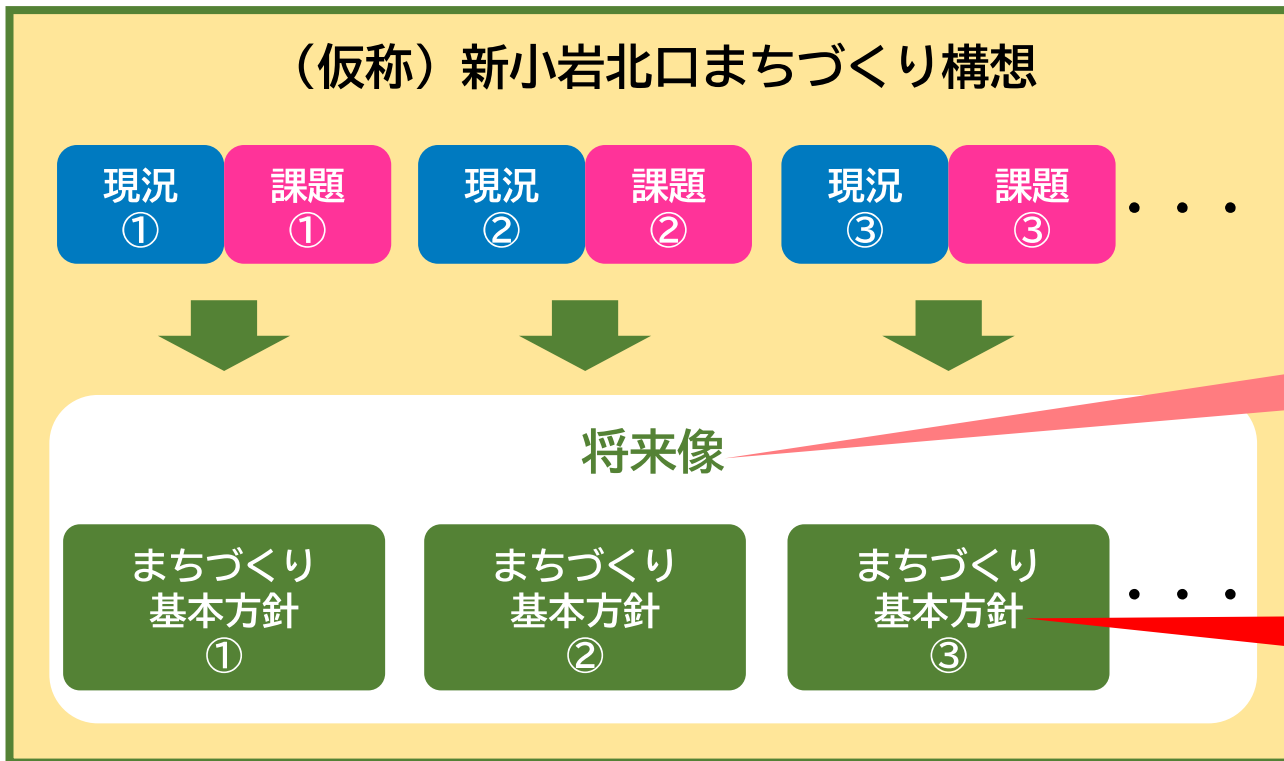 （仮称）新小岩北口まちづくり構想
現況 課題 現況 課題 現況 課題
① ① ② ② ③ ③ ・・・
将来像
まちづくり まちづくり まちづくり
基本方針 基本方針 基本方針 ・・・
① ② ③